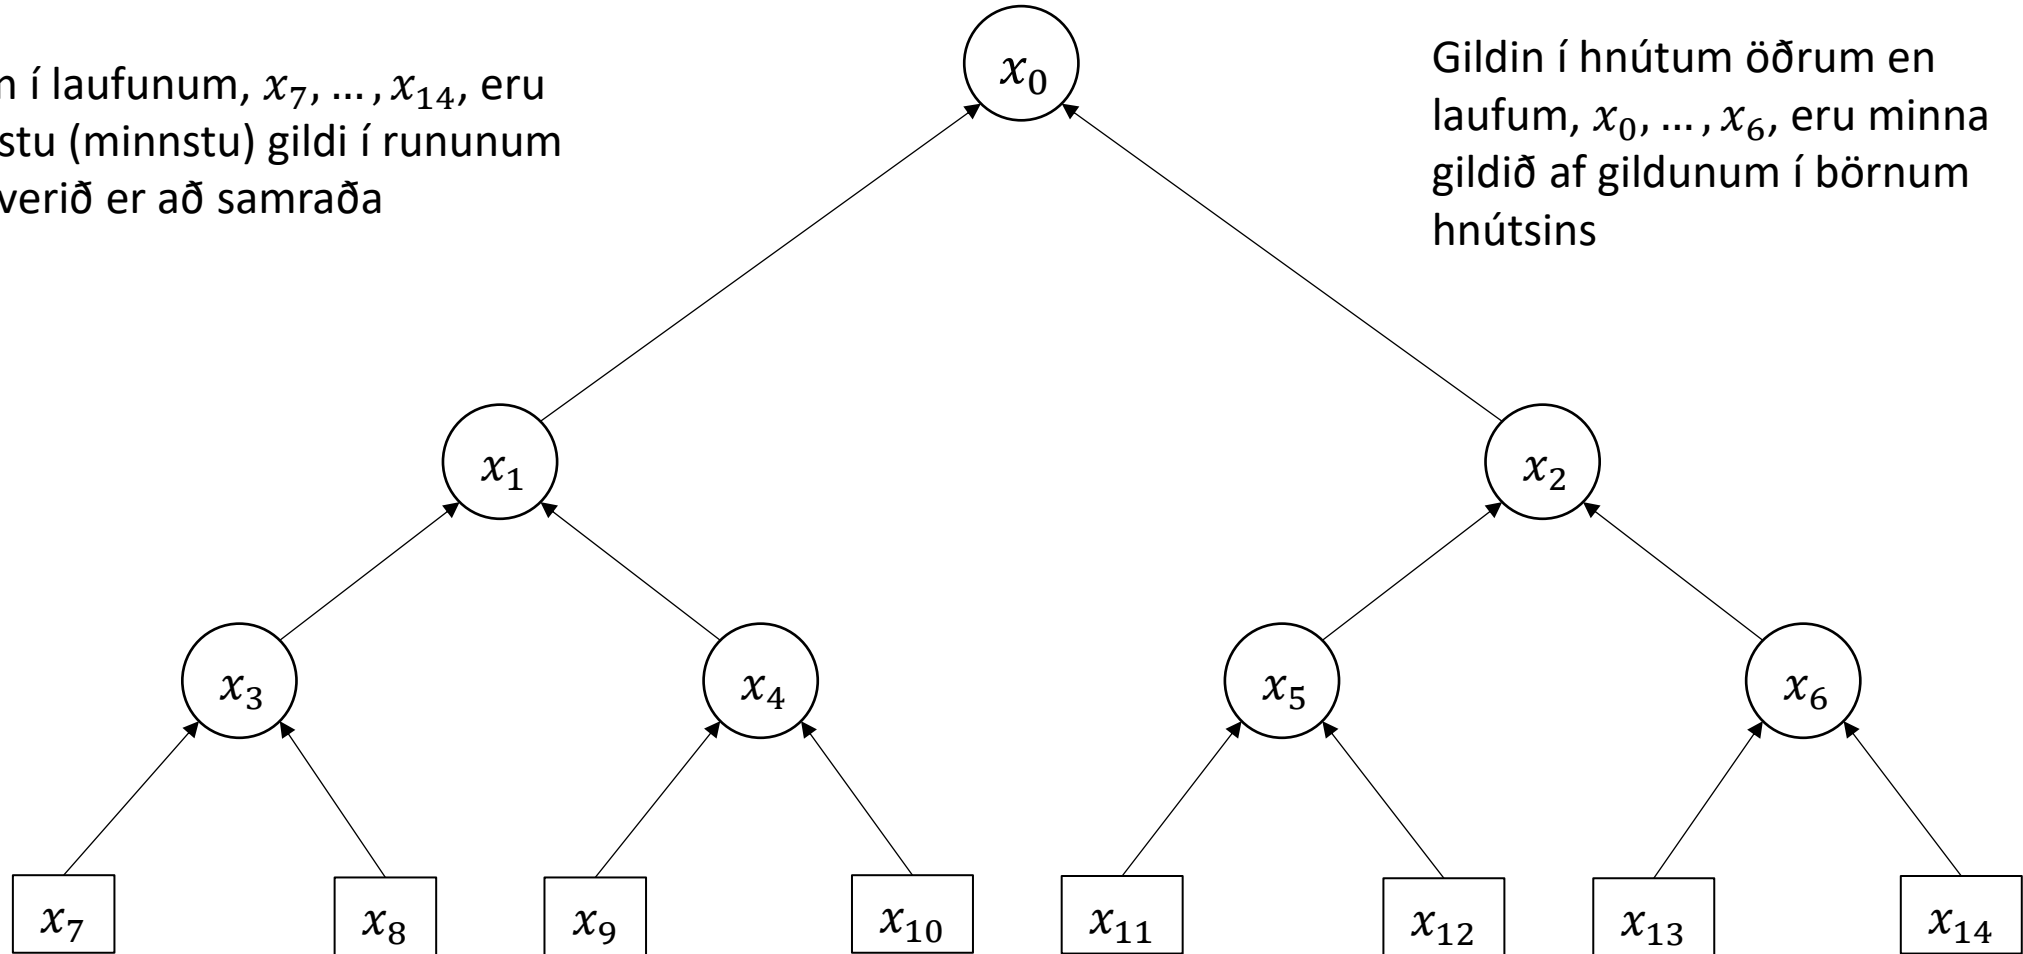 í laufunum, x₇, … , x₁₄, eru
(minnstu) gildi í rununum
verið er að samraða
Gildin í hnútum öðrum en
laufum, x₀, … , x₆, eru minna
gildið af gildunum í börnum
hnútsins
x₀
x₁
x₂
x₃
x₄
x₅
x₆
x₇
x₈
x₉
x₁₀
x₁₁
x₁₂
x₁₃
x₁₄